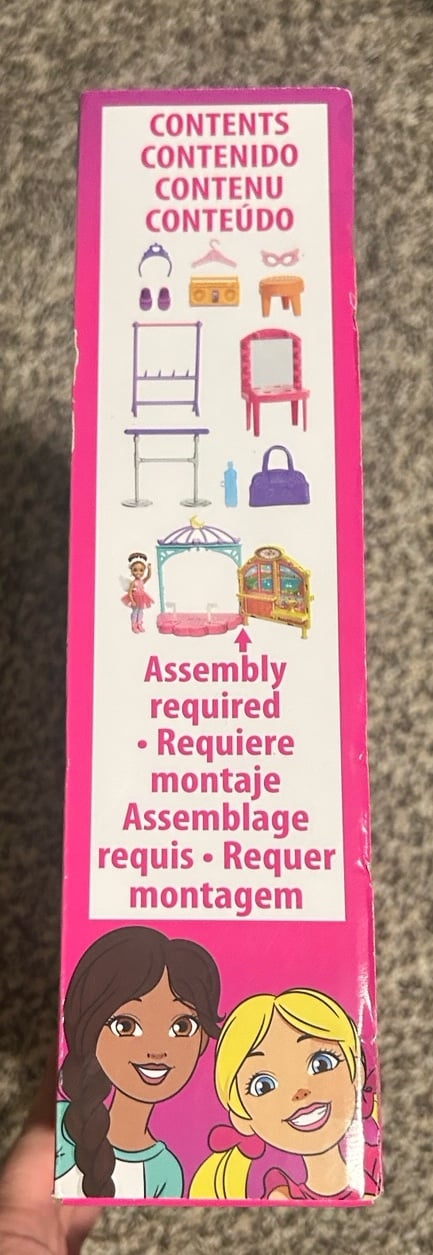 CONTENTS
CONTENIDO
CONTENU
CONTEÚDO
Assembly
required
• Requiere
montaje
Assemblage
requis • Requer
montagem